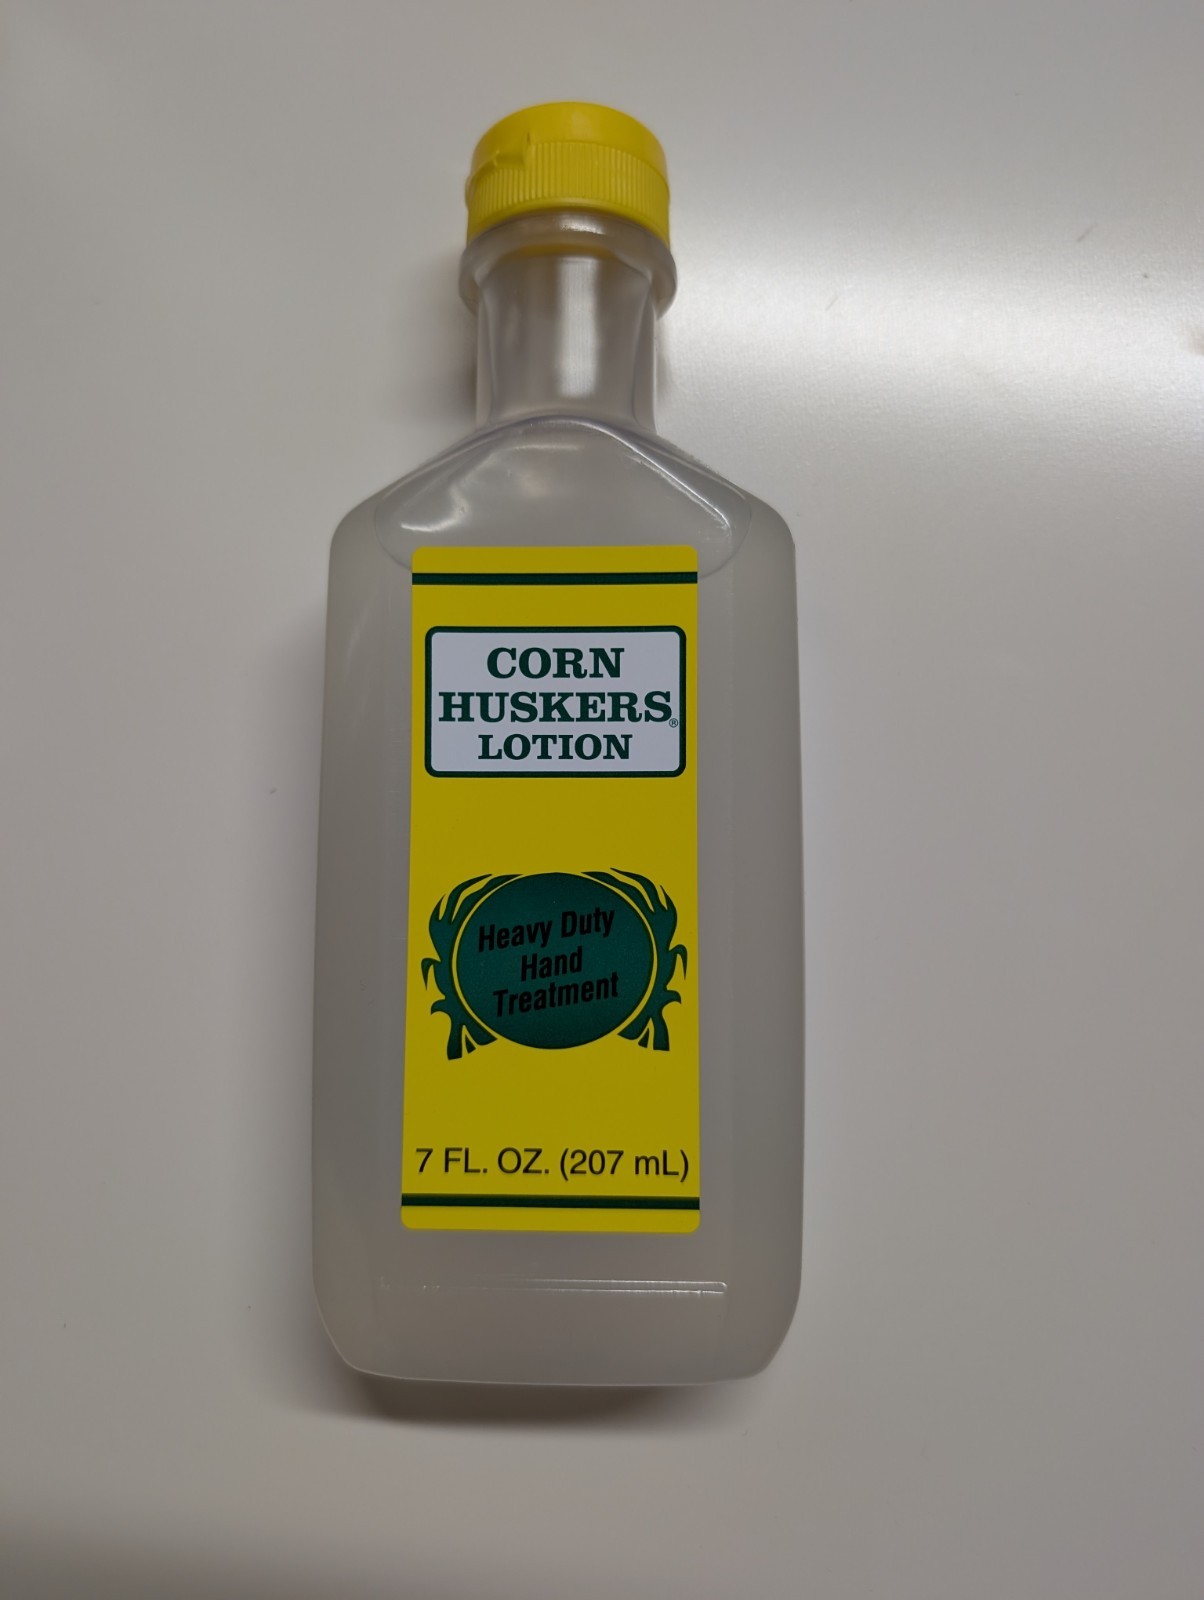 CORN
HUSKERS®
LOTION
Heavy Duty
Hand
Treatment
7 FL. OZ. (207 mL)